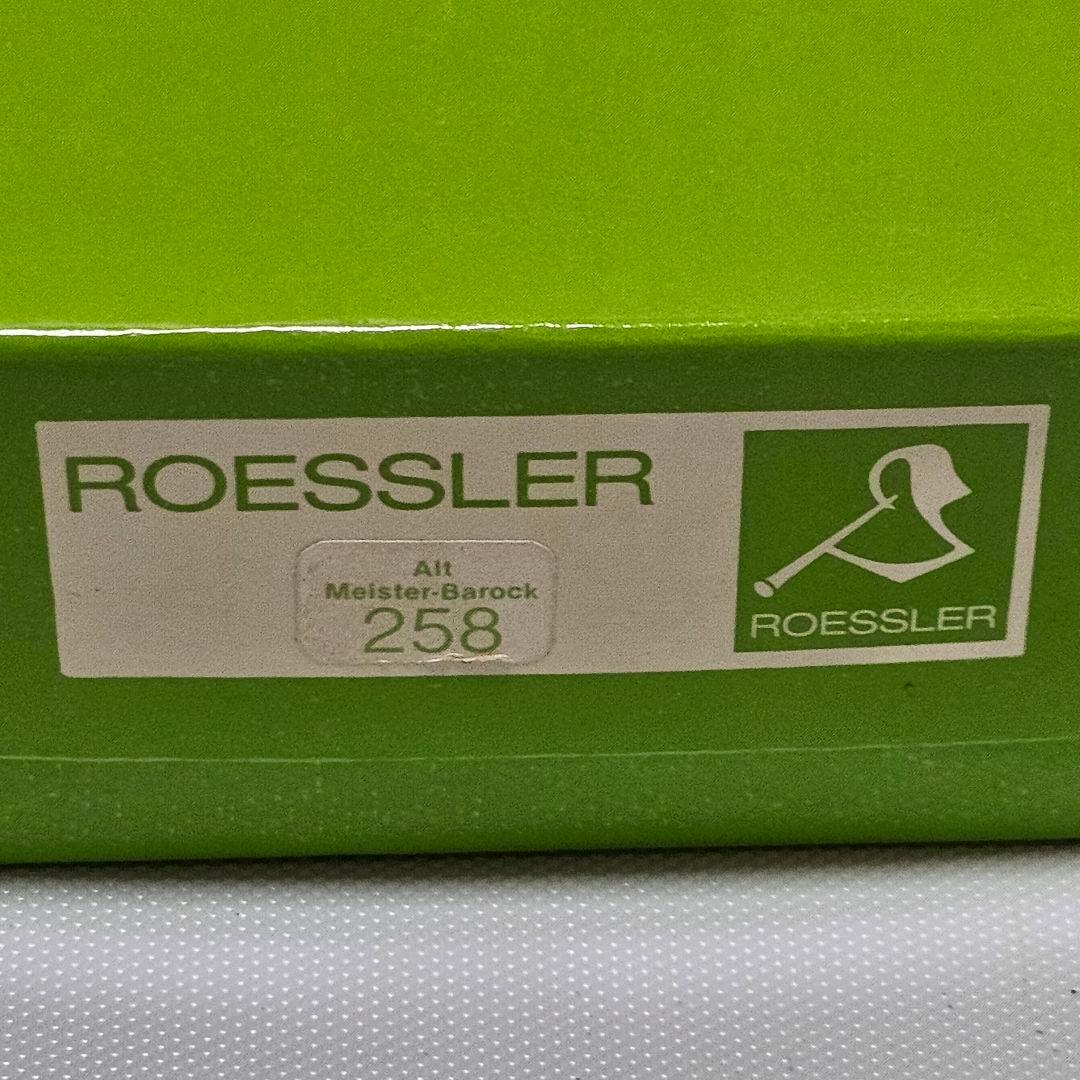 ROESSLER
Alt
Meister-Barock
258
ROESSLER